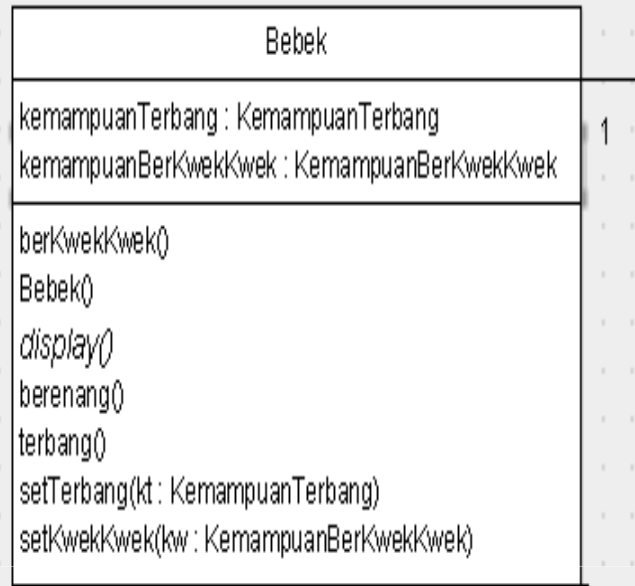 Bebek
kemampuanTerbang : KemampuanTerbang
1
kemampuanBerKwekKwek : KemampuanBerKwekKwek
berKwekKwek()
Bebek()
display()
berenang()
terbang()
setTerbang(kt : KemampuanTerbang)
setKwekKwek(kw : KemampuanBerKwekKwek)